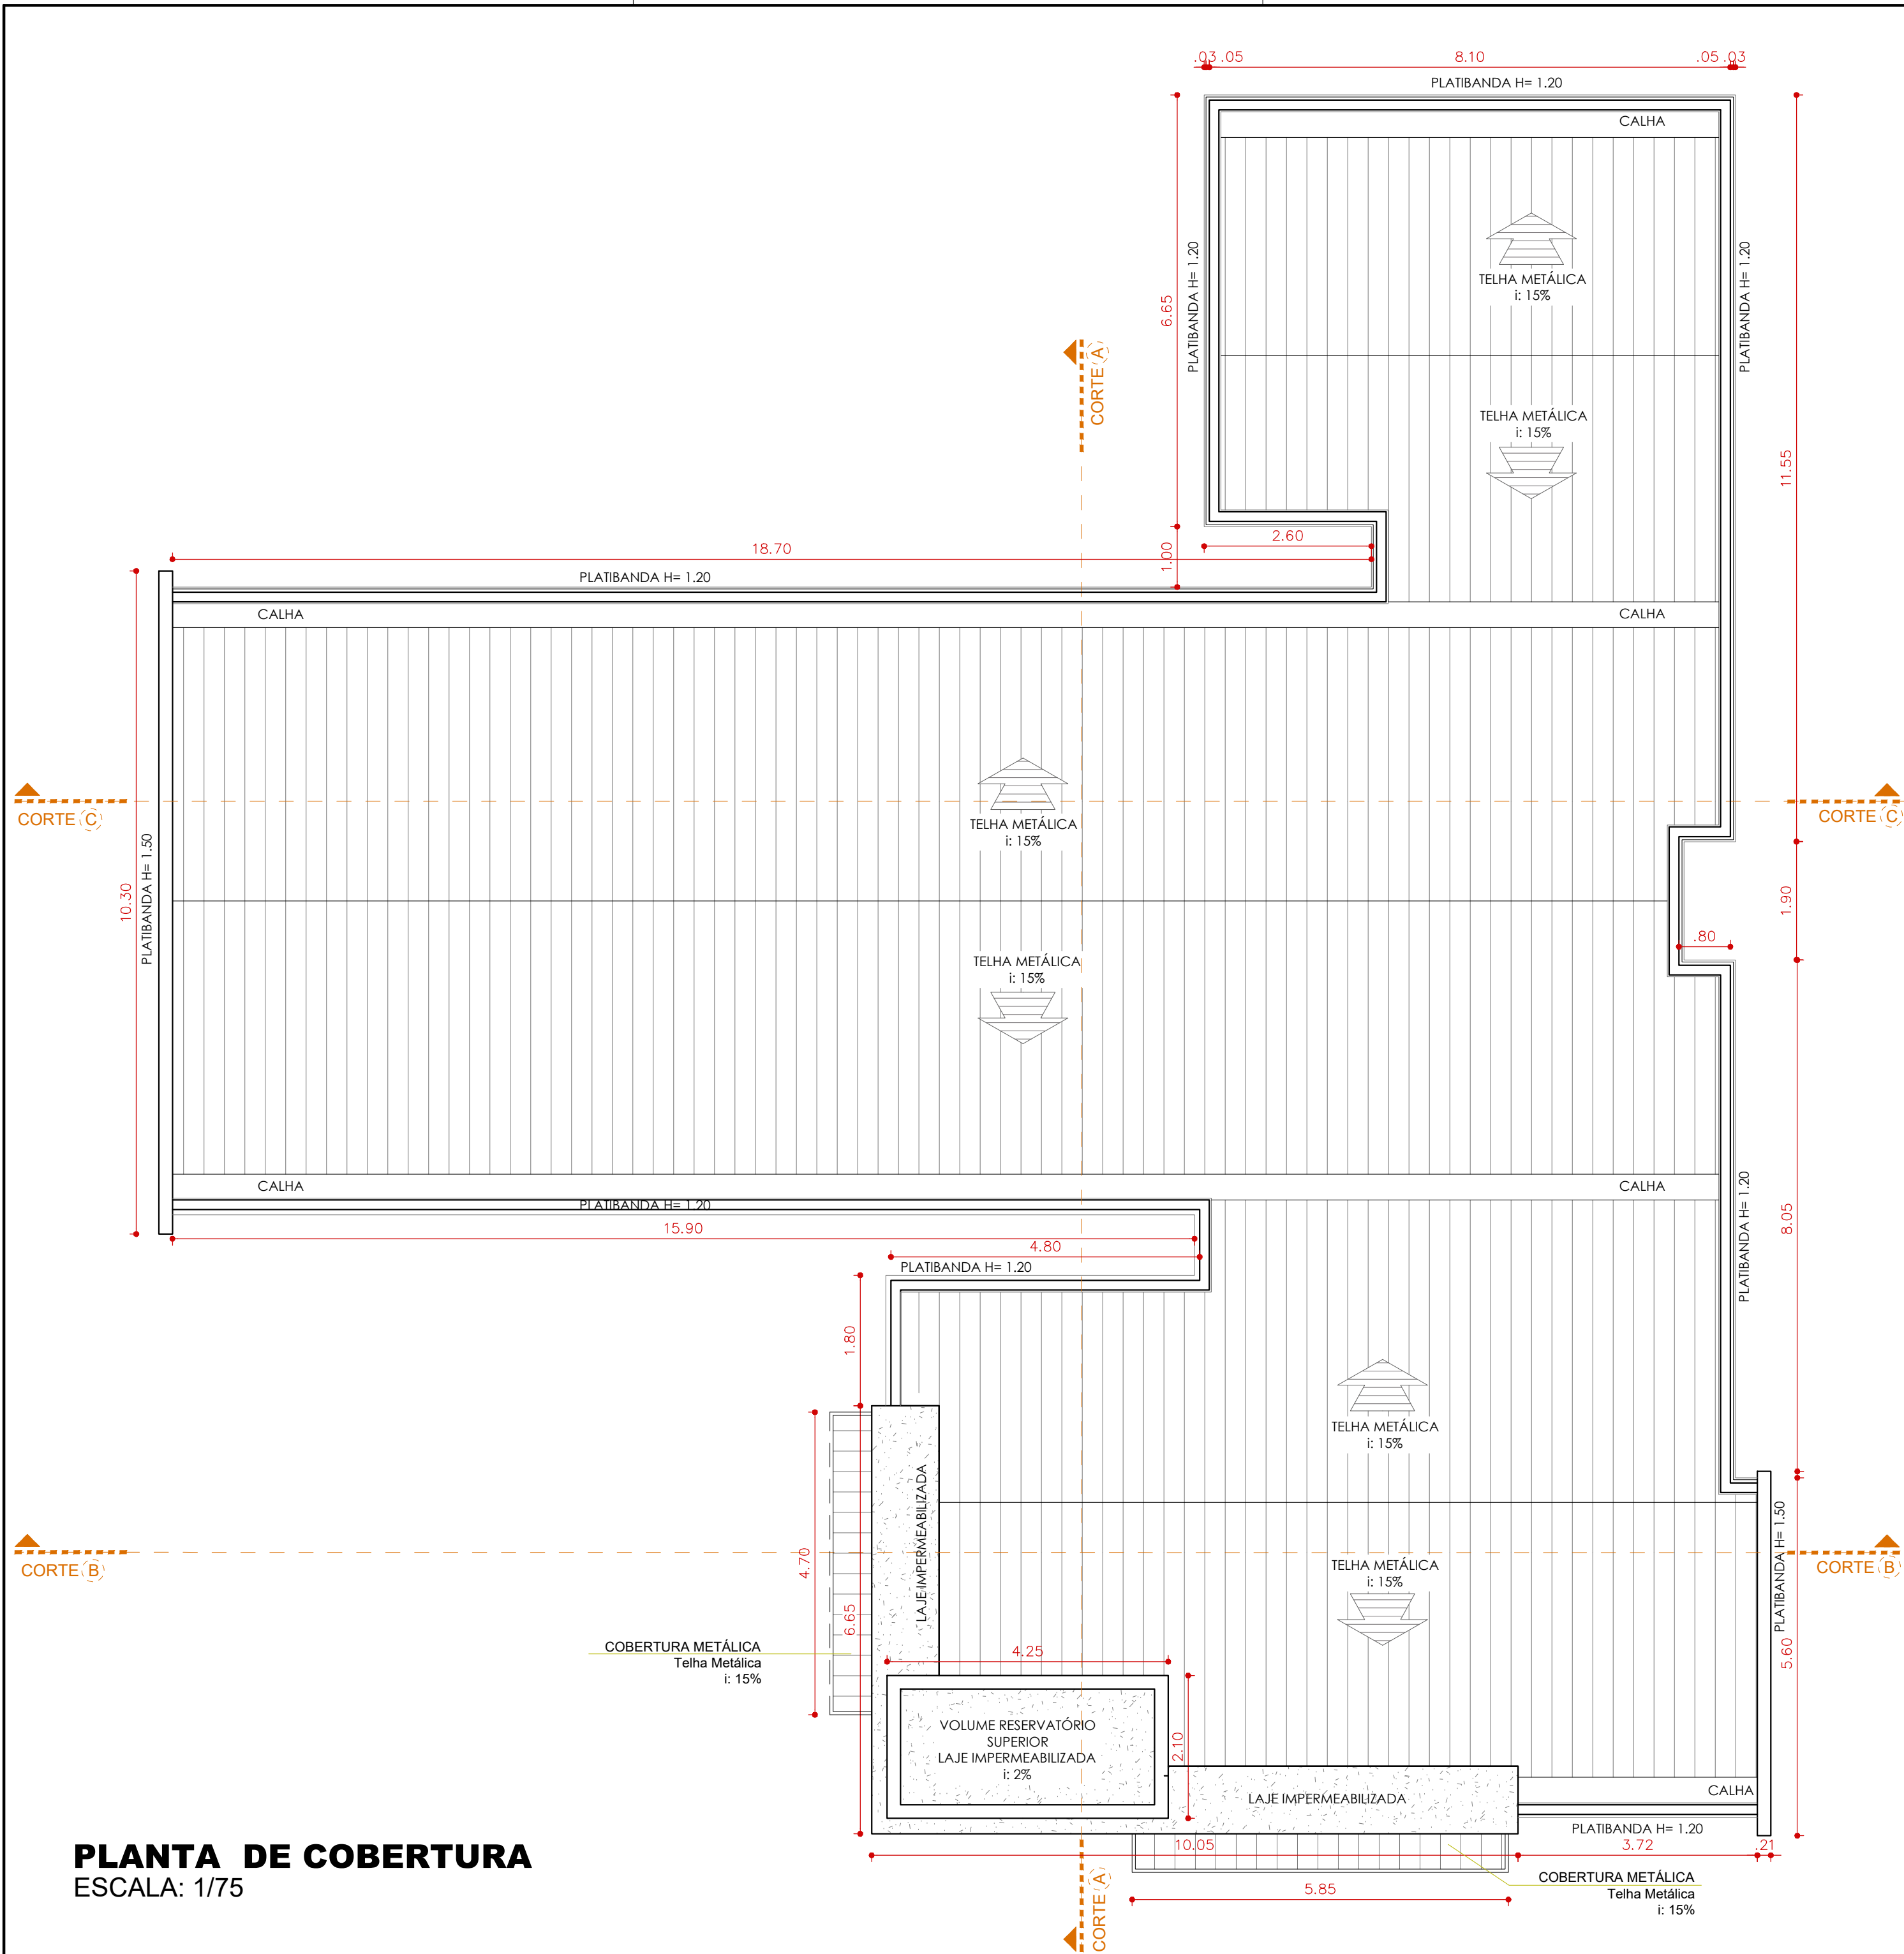 .03 .05
8.10
.05 .03
PLATIBANDA H= 1.20
CALHA
6.65
PLATIBANDA H= 1.20
TELHA METÁLICA
i: 15%
PLATIBANDA H= 1.20
CORTE A
TELHA METÁLICA
i: 15%
11.55
18.70
1.00
2.60
PLATIBANDA H= 1.20
CALHA
CALHA
CORTE C
TELHA METÁLICA
i: 15%
CORTE C
10.30
PLATIBANDA H= 1.50
1.90
.80
TELHA METÁLICA
i: 15%
CALHA
CALHA
PLATIBANDA H= 1.20
15.90
4.80
PLATIBANDA H= 1.20
PLATIBANDA H= 1.20
8.05
1.80
TELHA METÁLICA
i: 15%
LAJE IMPERMEABILIZADA
4.70
6.65
CORTE B
TELHA METÁLICA
i: 15%
PLATIBANDA H= 1.50
5.60
CORTE B
COBERTURA METÁLICA
Telha Metálica
i: 15%
4.25
2.10
VOLUME RESERVATÓRIO
SUPERIOR
LAJE IMPERMEABILIZADA
i: 2%
LAJE IMPERMEABILIZADA
CALHA
PLATIBANDA H= 1.20
10.05
3.72
.21
5.85
COBERTURA METÁLICA
Telha Metálica
i: 15%
CORTE A
PLANTA DE COBERTURA
ESCALA: 1/75